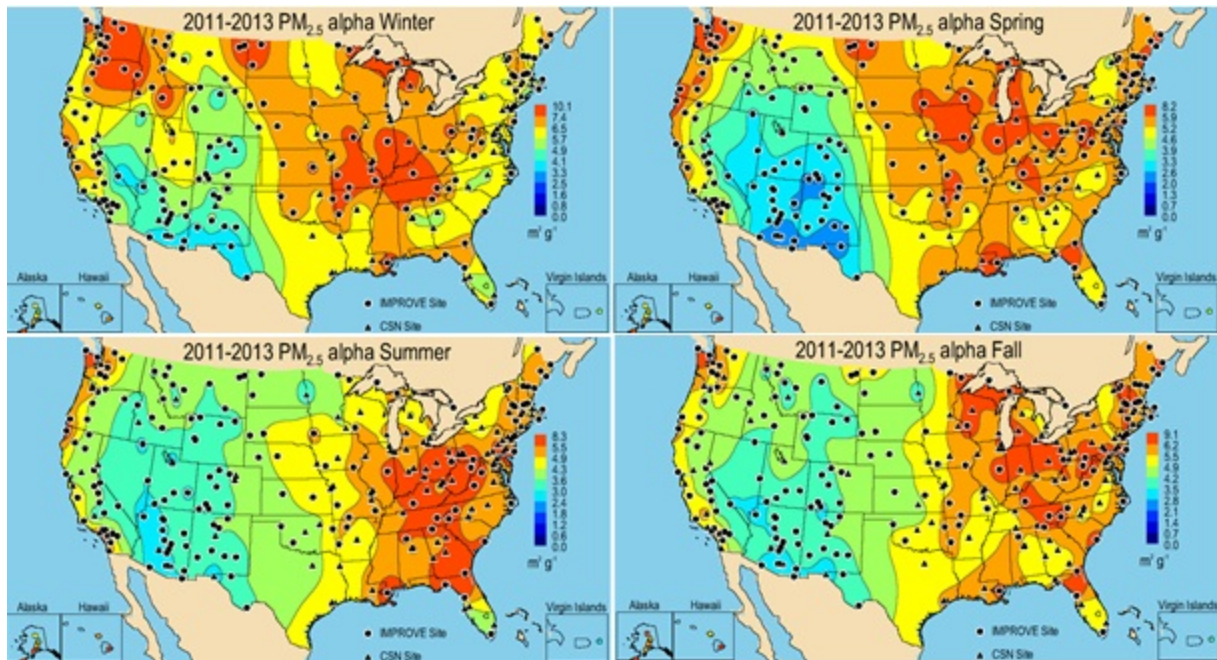 2011-2013 PM2.5 alpha Winter
10.1
7.4
6.5
5.7
4.9
4.1
3.3
2.5
1.6
0.8
0.0
m² g⁻¹
Alaska
Hawaii
Virgin Islands
IMPROVE Site
CSN Site
2011-2013 PM2.5 alpha Spring
8.2
5.9
5.2
4.6
3.9
3.3
2.6
2.0
1.3
0.7
0.0
m² g⁻¹
Alaska
Hawaii
Virgin Islands
IMPROVE Site
CSN Site
2011-2013 PM2.5 alpha Summer
8.3
5.5
4.9
4.3
3.6
3.0
2.4
1.8
1.2
0.6
0.0
m² g⁻¹
Alaska
Hawaii
Virgin Islands
IMPROVE Site
CSN Site
2011-2013 PM2.5 alpha Fall
9.1
6.3
5.6
4.9
4.2
3.5
2.8
2.1
1.4
0.7
0.0
m² g⁻¹
Alaska
Hawaii
Virgin Islands
IMPROVE Site
CSN Site